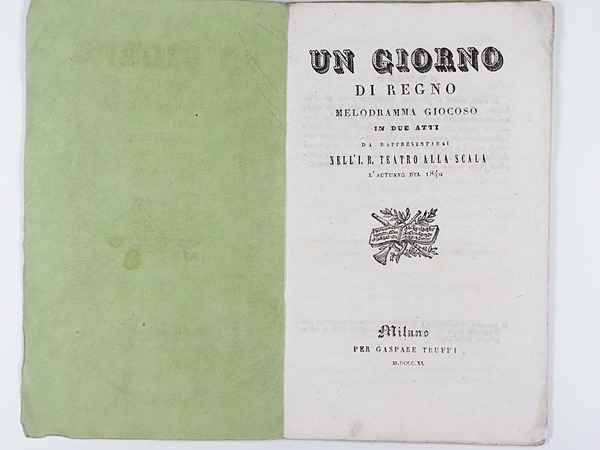 UN GIORNO
DI REGNO
MELODRAMMA GIOCOSO
IN DUE ATTI
DA RAPPRESENTARSI
NELL'I. R. TEATRO ALLA SCALA
L'AUTUNNO DEL 1840
Milano
PER GASPARE TRUFFI
M.DCCC.XL